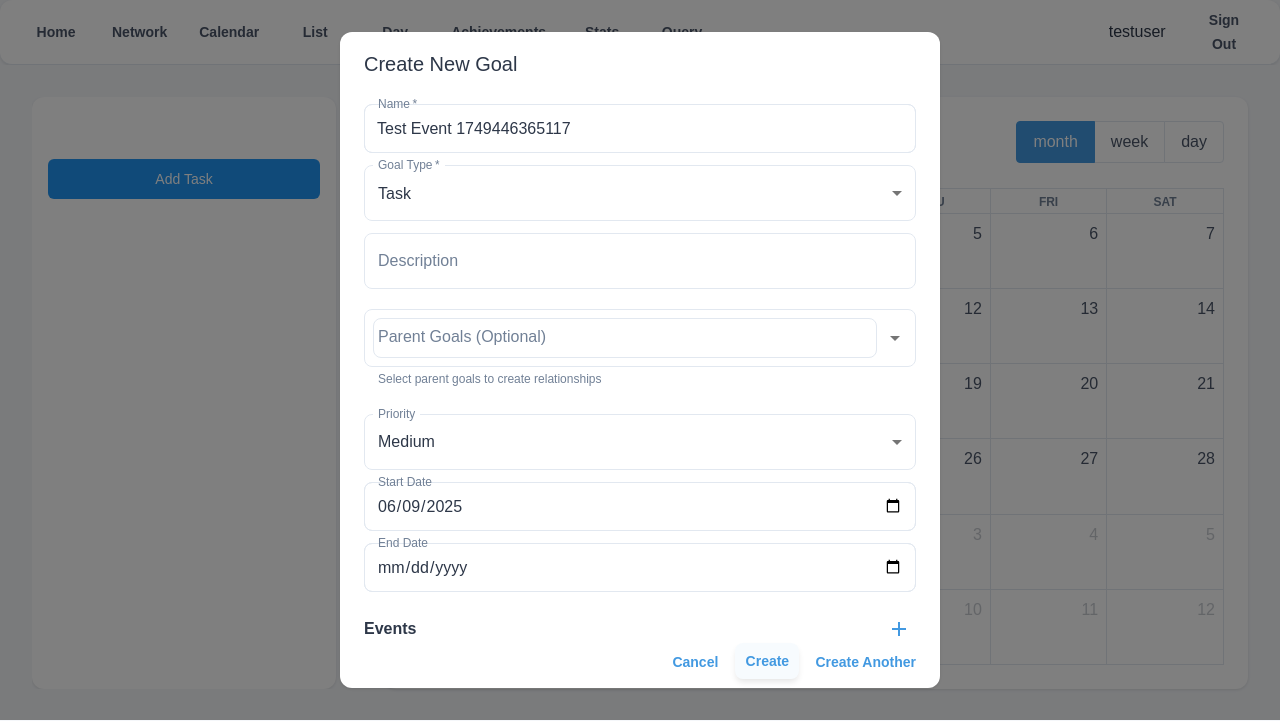 Home Network Calendar List Day Achievements Stats Query testuser Sign Out
Create New Goal
Name *
Test Event 1749446365117
Goal Type *
Task
Description
Parent Goals (Optional)
Select parent goals to create relationships
Priority
Medium
Start Date
06/09/2025
End Date
mm/dd/yyyy
Events
Cancel Create Create Another
Add Task
month week day
FRI SAT
5 6 7
12 13 14
19 20 21
26 27 28
3 4 5
10 11 12